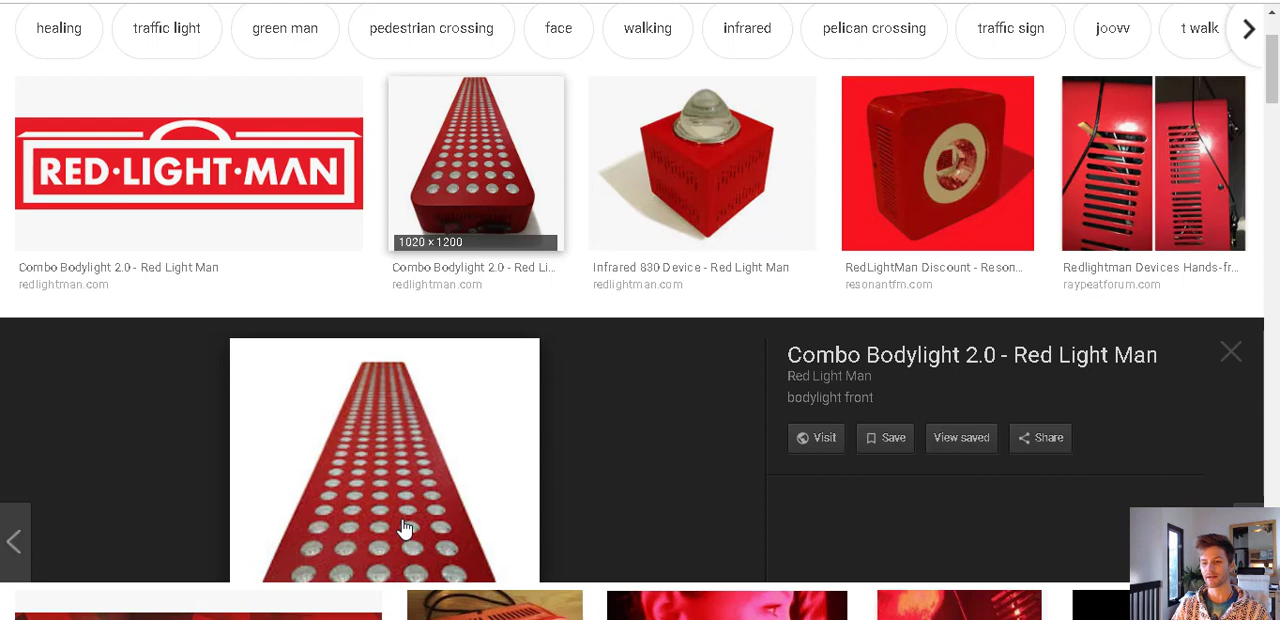 healing
traffic light
green man
pedestrian crossing
face
walking
infrared
pelican crossing
traffic sign
joovv
t walk
RED·LIGHT·MAN
1020 × 1200
Combo Bodylight 2.0 - Red Light Man
redlightman.com
Combo Bodylight 2.0 - Red Li...
redlightman.com
Infrared 830 Device - Red Light Man
redlightman.com
RedLightMan Discount - Reson...
resonantfm.com
Redlightman Devices Hands-fr...
raypeatforum.com
Combo Bodylight 2.0 - Red Light Man
Red Light Man
bodylight front
Visit
Save
View saved
Share